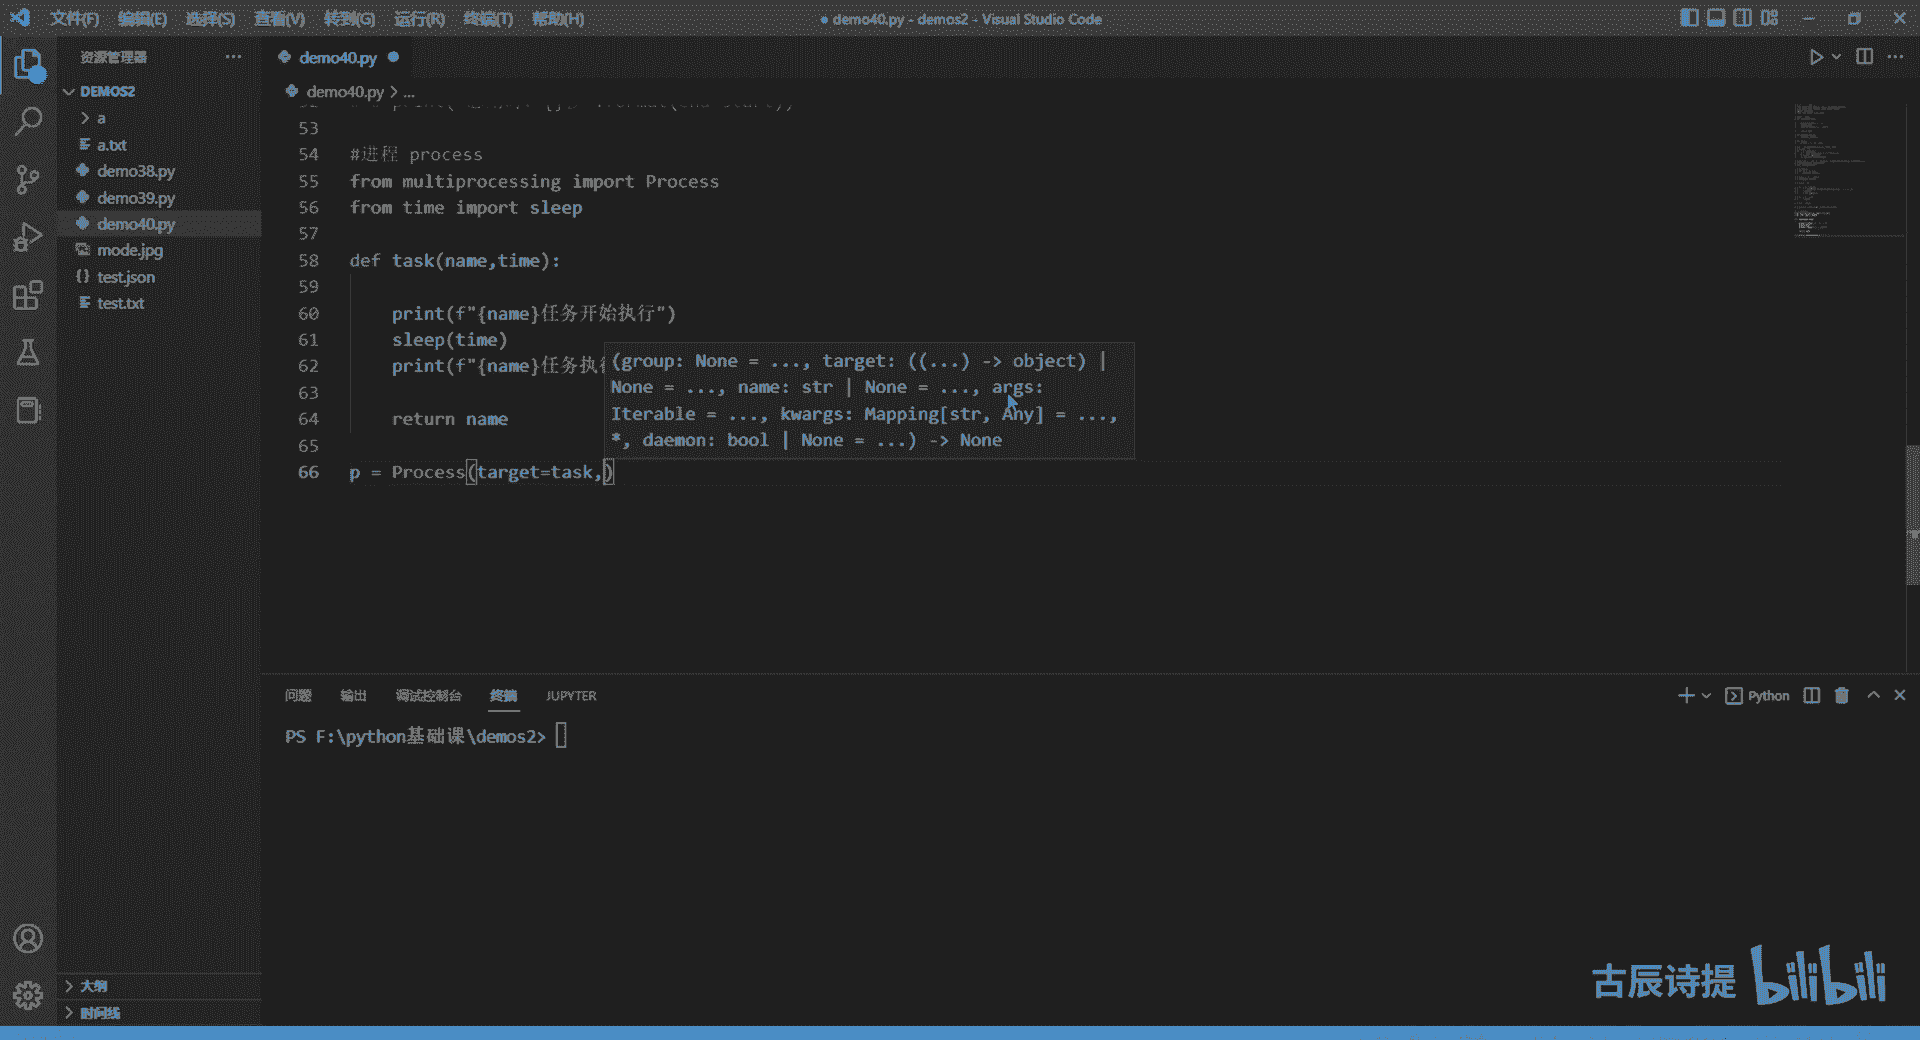 文件(F) 编辑(E) 选择(S) 查看(V) 转到(G) 运行(R) 终端(T) 帮助(H)
● demo40.py - demos2 - Visual Studio Code
资源管理器
demo40.py
DEMOS2
demo40.py > ...
a
a.txt
demo38.py
demo39.py
demo40.py
mode.jpg
test.json
test.txt
53
54 #进程 process
55 from multiprocessing import Process
56 from time import sleep
57
58 def task(name,time):
59
60 print(f"{name}任务开始执行")
61 sleep(time)
62 print(f"{name}任务执
63
64 return name
65
66 p = Process(target=task,)
(group: None = ..., target: ((...) -> object) |
None = ..., name: str | None = ..., args:
Iterable = ..., kwargs: Mapping[str, Any] = ...,
*, daemon: bool | None = ...) -> None
问题 输出 调试控制台 终端 JUPYTER
Python
PS F:\python基础课\demos2>
大纲
时间线
古辰诗提
bilibili